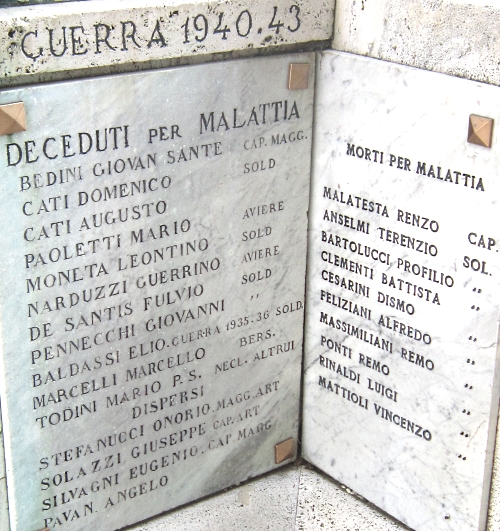 GUERRA 1940.43
DECEDUTI PER MALATTIA
BEDINI GIOVAN SANTE CAP. MAGG.
CATI DOMENICO SOLD
CATI AUGUSTO
PAOLETTI MARIO AVIERE
MONETA LEONTINO SOLD
NARDUZZI GUERRINO AVIERE
DE SANTIS FULVIO SOLD
PENNECCHI GIOVANNI "
BALDASSI ELIO. GUERRA 1935.36 SOLD.
MARCELLI MARCELLO BERS.
TODINI MARIO P.S. NECL. ALTRUI
DISPERSI
STEFANUCCI ONORIO. MAGG. ART
SOLAZZI GIUSEPPE CAP. ART
SILVAGNI EUGENIO. CAP MAGG
PAVAN. ANGELO
MORTI PER MALATTIA
MALATESTA RENZO CAP.
ANSELMI TERENZIO SOL.
BARTOLUCCI PROFILIO "
CLEMENTI BATTISTA "
CESARINI DISMO "
FELIZIANI ALFREDO "
MASSIMILIANI REMO "
PONTI REMO "
RINALDI LUIGI "
MATTIOLI VINCENZO "